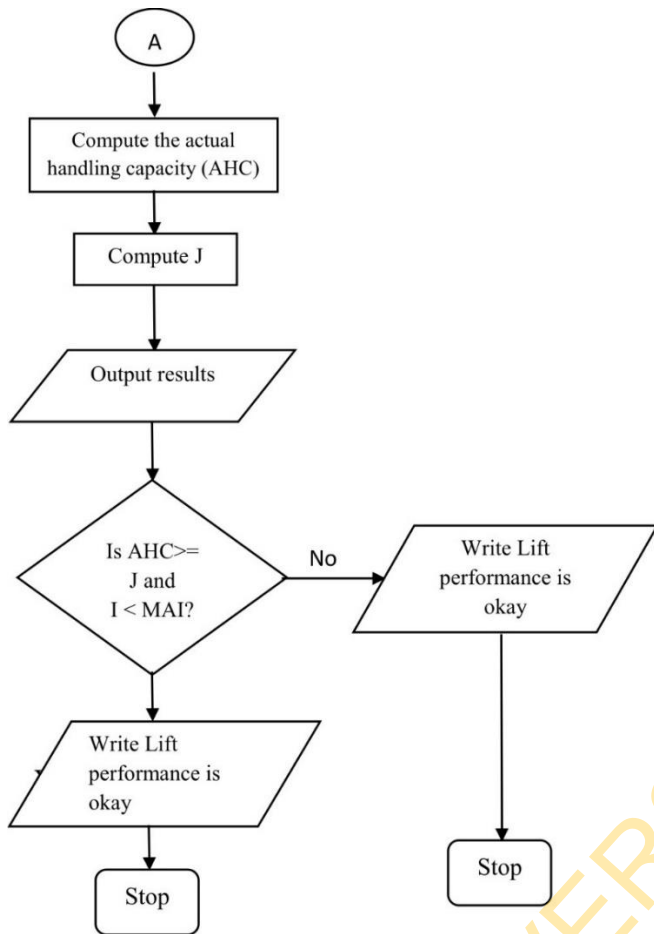 A
Compute the actual
handling capacity (AHC)
Compute J
Output results
Is AHC>=
J and
I < MAI?
No
Write Lift
performance is
okay
Write Lift
performance is
okay
Stop
Stop
VERS